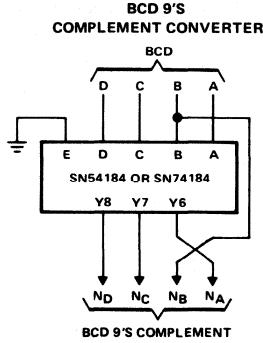 BCD 9'S
COMPLEMENT CONVERTER
BCD
D C B A
E D C B A
SN54184 OR SN74184
Y8 Y7 Y6
ND NC NB NA
BCD 9'S COMPLEMENT